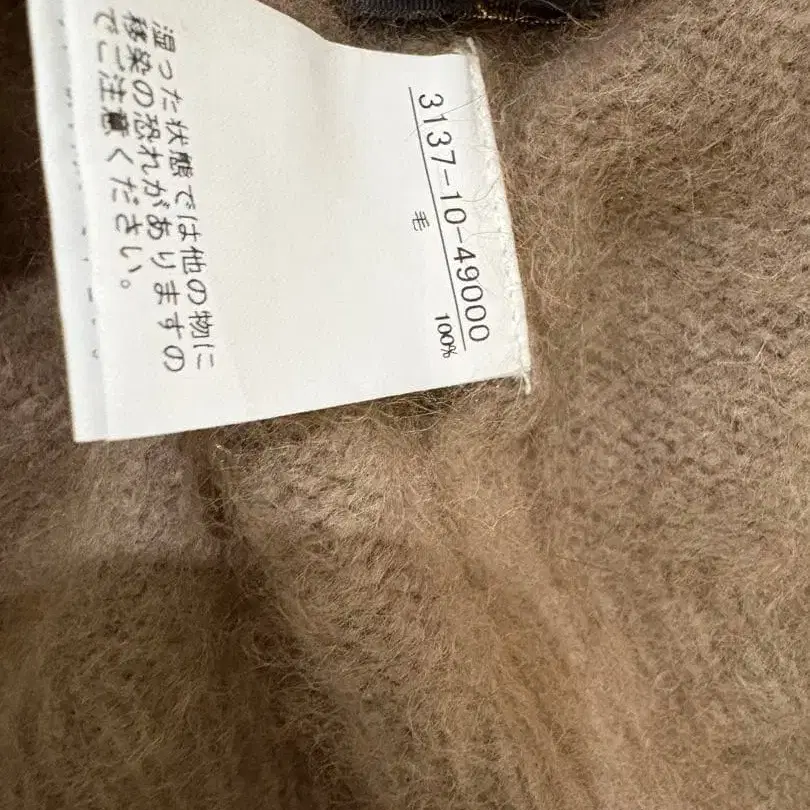 3137-10-49000
毛 100%
湿った状態では他の物に
移染の恐れがありますの
でご注意ください。